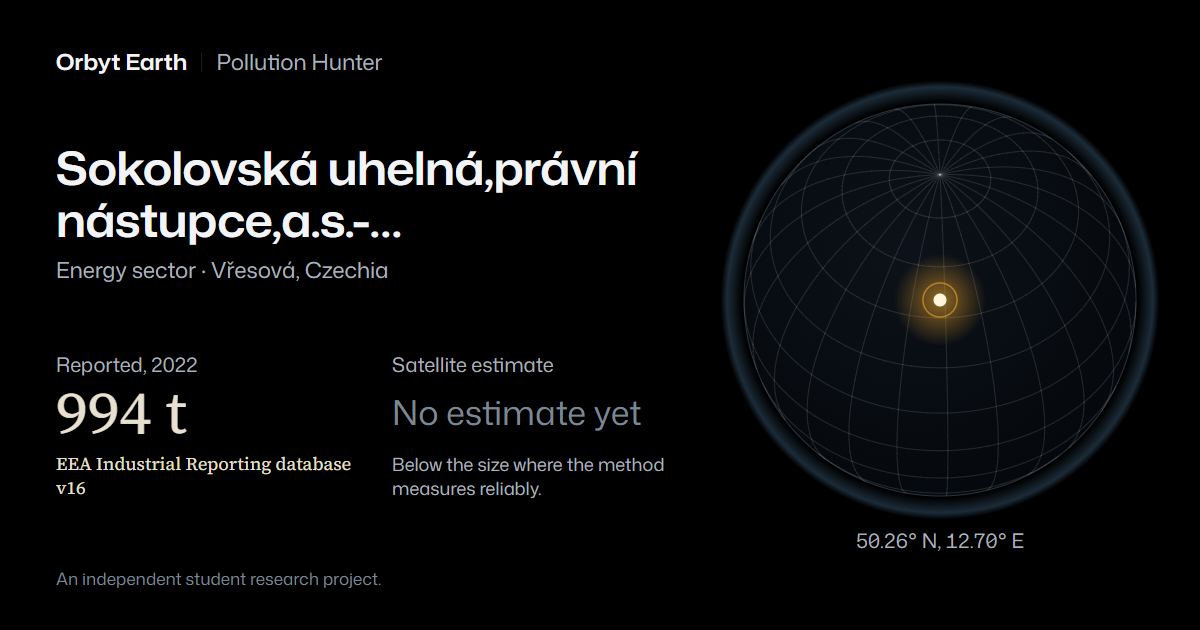 Orbyt Earth | Pollution Hunter
Sokolovská uhelná,právní
nástupce,a.s.-...
Energy sector · Vřesová, Czechia
Reported, 2022
994 t
EEA Industrial Reporting database
v16
Satellite estimate
No estimate yet
Below the size where the method
measures reliably.
50.26° N, 12.70° E
An independent student research project.